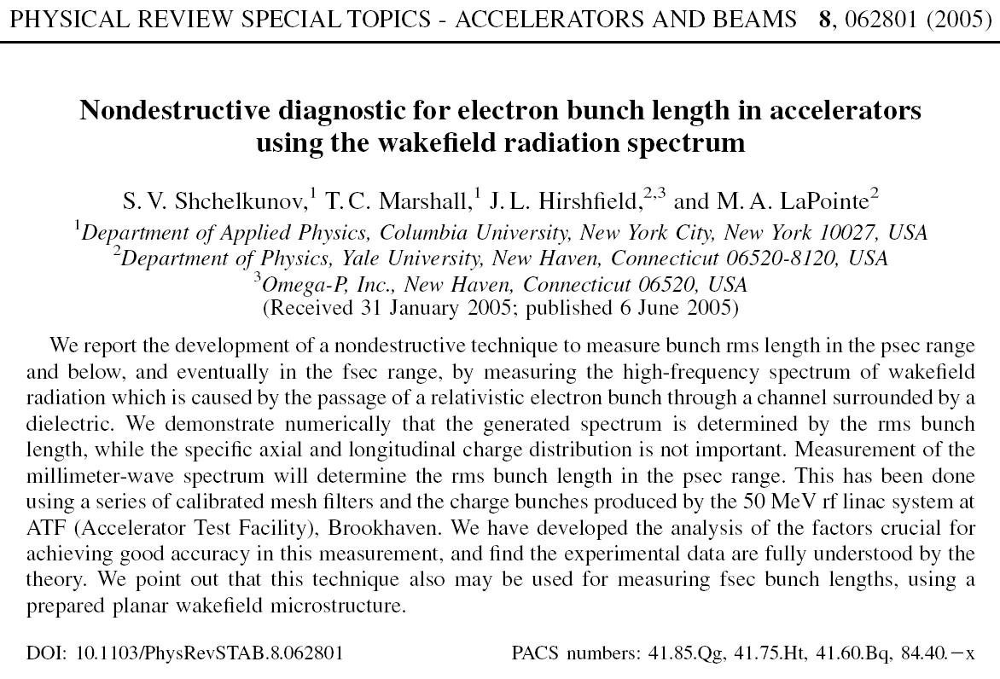 PHYSICAL REVIEW SPECIAL TOPICS - ACCELERATORS AND BEAMS 8, 062801 (2005)
Nondestructive diagnostic for electron bunch length in accelerators
using the wakefield radiation spectrum
S. V. Shchelkunov,1 T. C. Marshall,1 J. L. Hirshfield,2,3 and M. A. LaPointe2
1Department of Applied Physics, Columbia University, New York City, New York 10027, USA
2Department of Physics, Yale University, New Haven, Connecticut 06520-8120, USA
3Omega-P, Inc., New Haven, Connecticut 06520, USA
(Received 31 January 2005; published 6 June 2005)
We report the development of a nondestructive technique to measure bunch rms length in the psec range
and below, and eventually in the fsec range, by measuring the high-frequency spectrum of wakefield
radiation which is caused by the passage of a relativistic electron bunch through a channel surrounded by a
dielectric. We demonstrate numerically that the generated spectrum is determined by the rms bunch
length, while the specific axial and longitudinal charge distribution is not important. Measurement of the
millimeter-wave spectrum will determine the rms bunch length in the psec range. This has been done
using a series of calibrated mesh filters and the charge bunches produced by the 50 MeV rf linac system at
ATF (Accelerator Test Facility), Brookhaven. We have developed the analysis of the factors crucial for
achieving good accuracy in this measurement, and find the experimental data are fully understood by the
theory. We point out that this technique also may be used for measuring fsec bunch lengths, using a
prepared planar wakefield microstructure.
DOI: 10.1103/PhysRevSTAB.8.062801 PACS numbers: 41.85.Qg, 41.75.Ht, 41.60.Bq, 84.40.−x